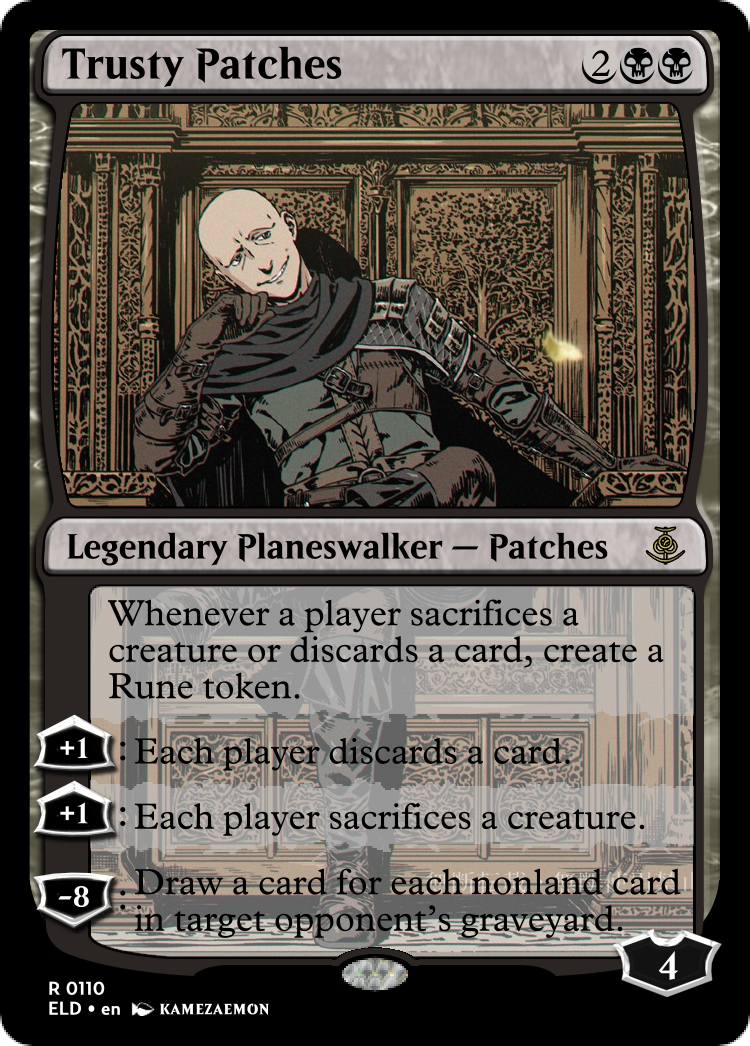 Trusty Patches 2
Legendary Planeswalker — Patches
Whenever a player sacrifices a
creature or discards a card, create a
Rune token.
+1 : Each player discards a card.
+1 : Each player sacrifices a creature.
-8 : Draw a card for each nonland card
in target opponent's graveyard.
4
R 0110
ELD • en KAMEZAEMON